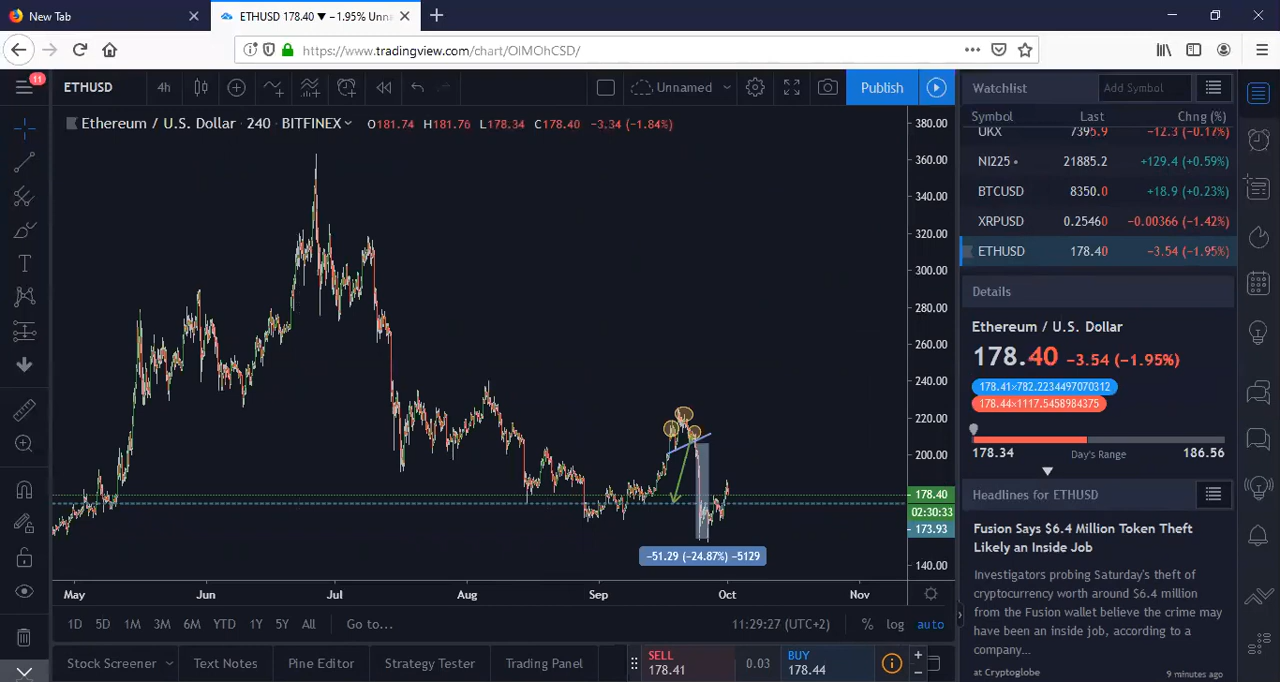 New Tab
ETHUSD 178.40 ▼ −1.95% Unna
https://www.tradingview.com/chart/OIMOhCSD/
11
ETHUSD
4h
Unnamed
Publish
Watchlist
Add Symbol
Ethereum / U.S. Dollar · 240 · BITFINEX
O181.74 H181.76 L178.34 C178.40 −3.34 (−1.84%)
Symbol Last Chng (%)
UKX 7395.9 −12.3 (−0.17%)
NI225 21885.2 +129.4 (+0.59%)
BTCUSD 8350.0 +18.9 (+0.23%)
XRPUSD 0.25460 −0.00366 (−1.42%)
ETHUSD 178.40 −3.54 (−1.95%)
380.00
360.00
340.00
320.00
300.00
280.00
260.00
240.00
220.00
200.00
178.40
02:30:33
173.93
140.00
−51.29 (−24.87%) −5129
May Jun Jul Aug Sep Oct Nov
1D 5D 1M 3M 6M YTD 1Y 5Y All Go to...
11:29:27 (UTC+2) % log auto
Stock Screener Text Notes Pine Editor Strategy Tester Trading Panel
SELL
178.41
0.03
BUY
178.44
Details
Ethereum / U.S. Dollar
178.40 −3.54 (−1.95%)
178.41×782.2234497070312
178.44×1117.5458984375
178.34 Day's Range 186.56
Headlines for ETHUSD
Fusion Says $6.4 Million Token Theft
Likely an Inside Job
Investigators probing Saturday's theft of
cryptocurrency worth around $6.4 million
from the Fusion wallet believe the crime may
have been an inside job, according to a
company...
at Cryptoglobe 9 minutes ago